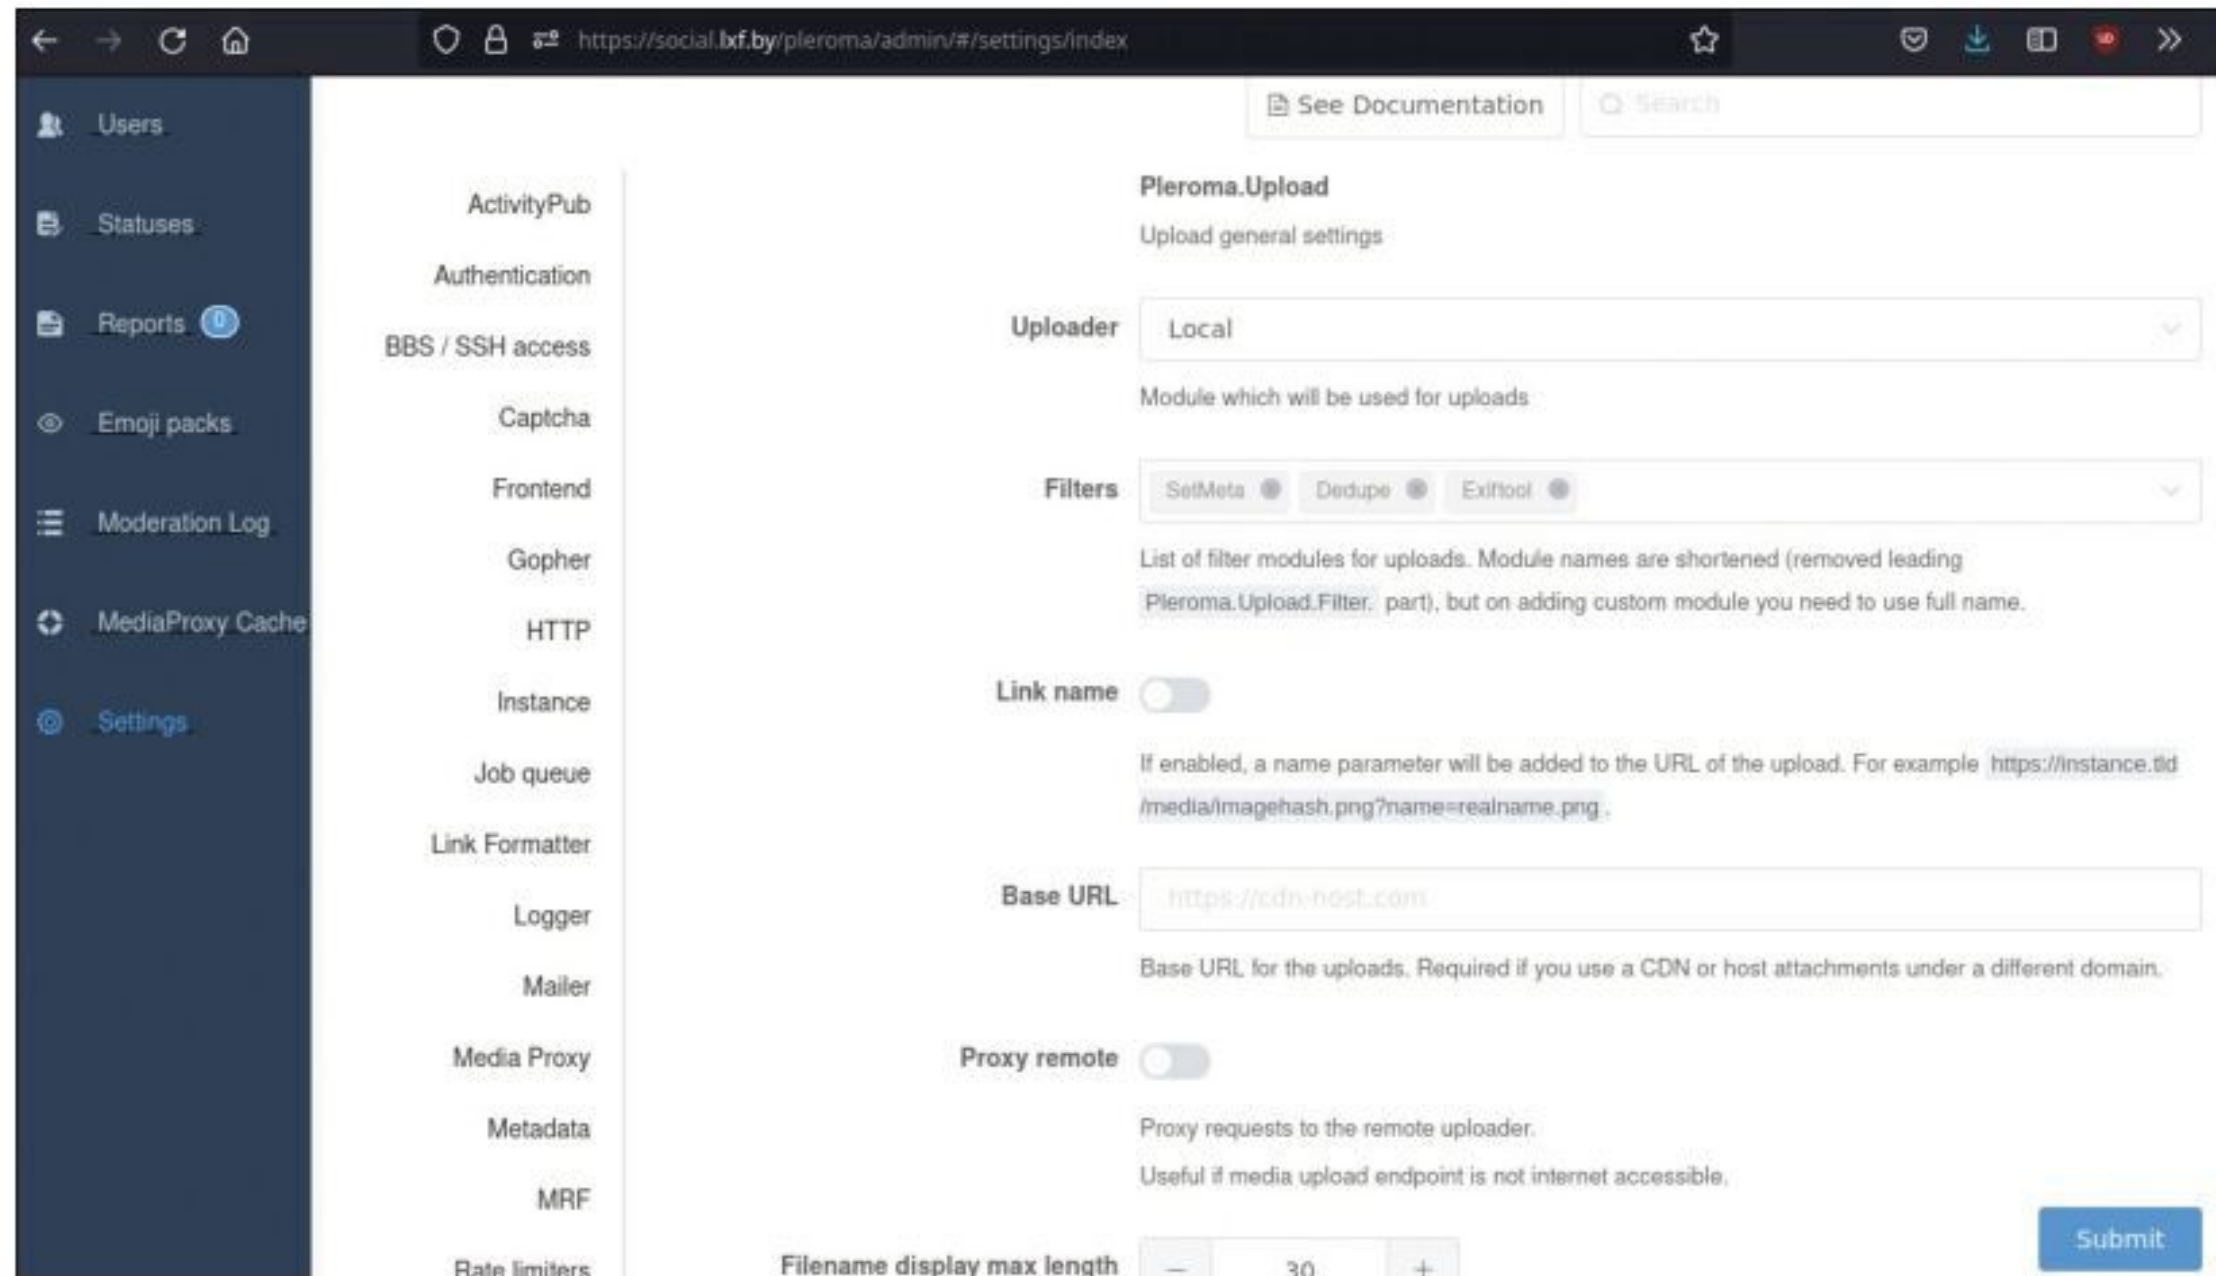 https://social.lxf.by/pleroma/admin/#/settings/index
Users
Statuses
Reports 0
Emoji packs
Moderation Log
MediaProxy Cache
Settings
ActivityPub
Authentication
BBS / SSH access
Captcha
Frontend
Gopher
HTTP
Instance
Job queue
Link Formatter
Logger
Mailer
Media Proxy
Metadata
MRF
Rate limiters
See Documentation
Search
Pleroma.Upload
Upload general settings
Uploader Local
Module which will be used for uploads
Filters SetMeta Dedupe Exiftool
List of filter modules for uploads. Module names are shortened (removed leading
Pleroma.Upload.Filter. part), but on adding custom module you need to use full name.
Link name
If enabled, a name parameter will be added to the URL of the upload. For example https://instance.tld
/media/imagehash.png?name=realname.png .
Base URL https://cdn-host.com
Base URL for the uploads. Required if you use a CDN or host attachments under a different domain.
Proxy remote
Proxy requests to the remote uploader.
Useful if media upload endpoint is not internet accessible.
Filename display max length − 30 +
Submit